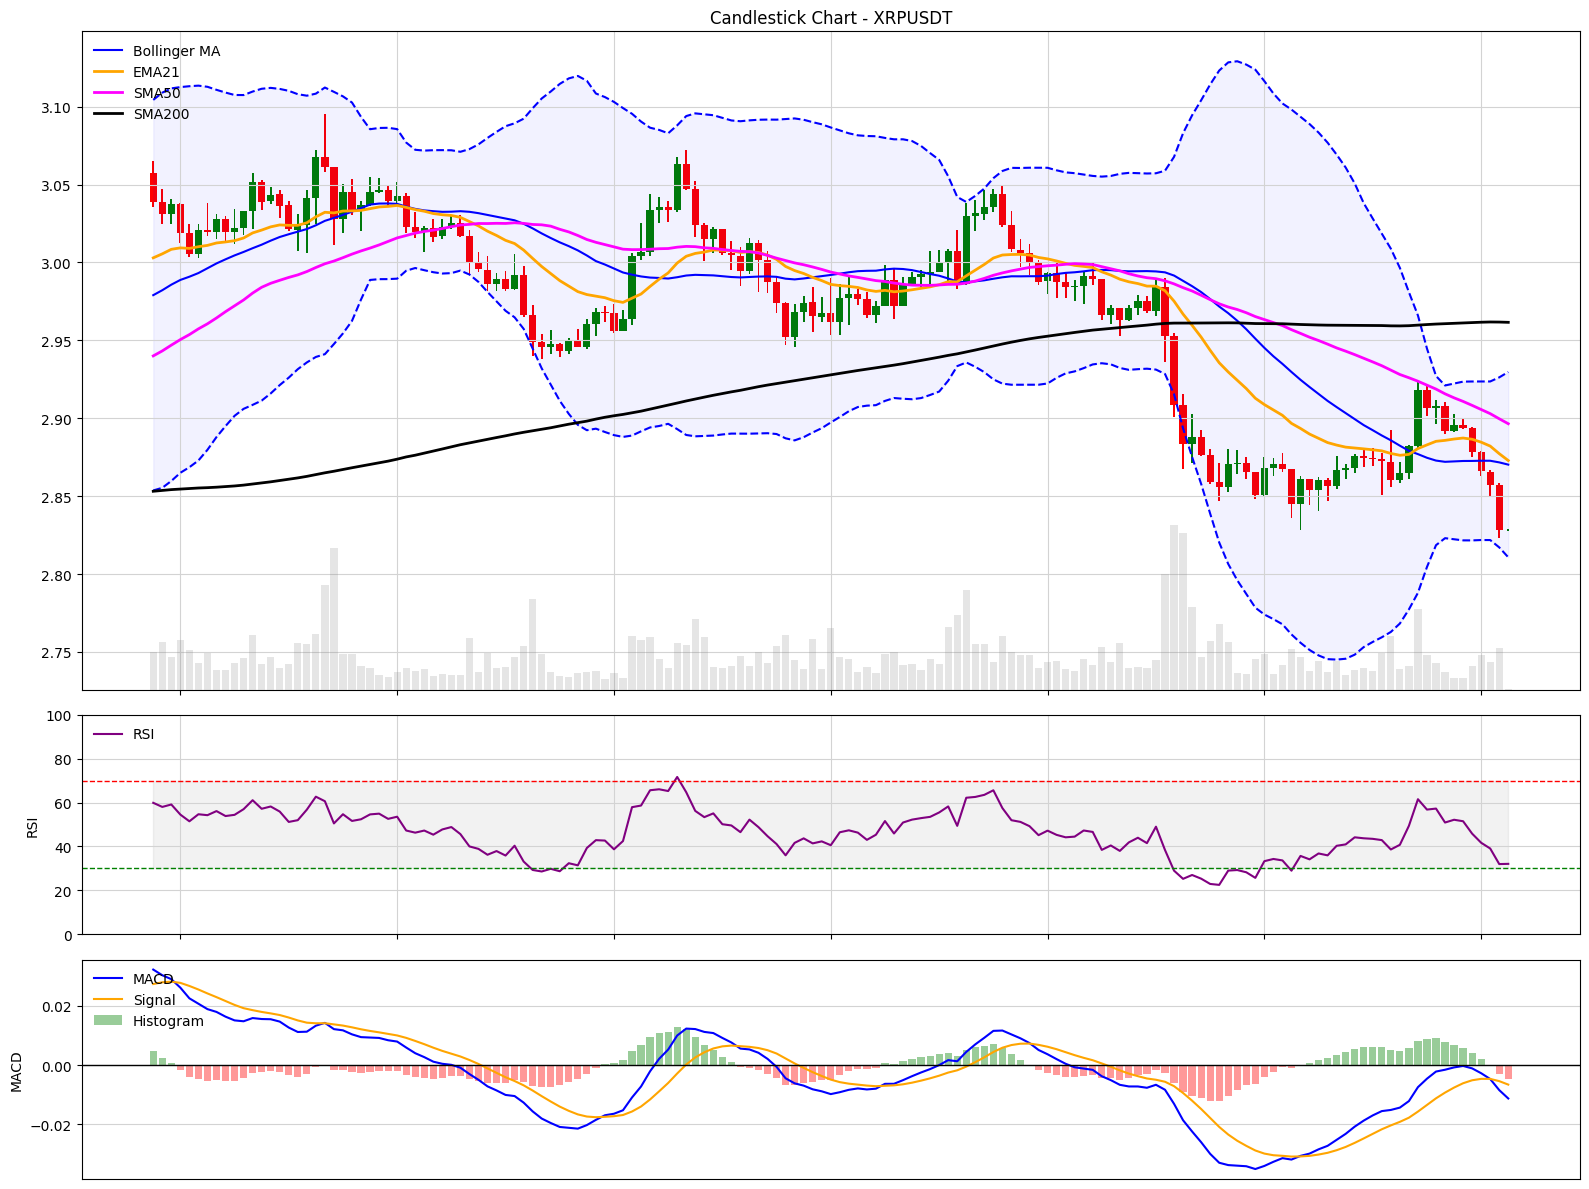 Candlestick Chart - XRPUSDT
Bollinger MA
EMA21
SMA50
SMA200
3.10
3.05
3.00
2.95
2.90
2.85
2.80
2.75
RSI
100
80
60
40
20
0
RSI
MACD
Signal
Histogram
0.02
0.00
−0.02
MACD